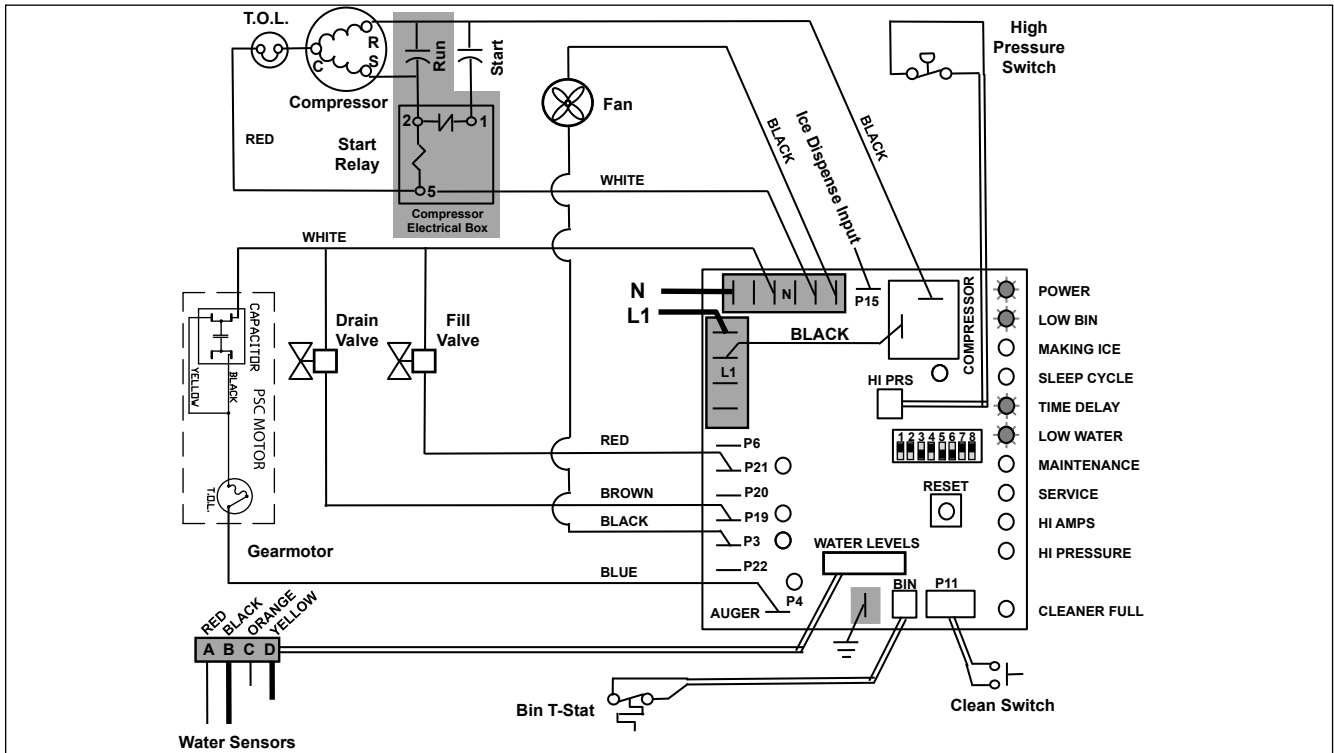 T.O.L.
R
S
C
Compressor
Run
Start
High
Pressure
Switch
Fan
BLACK
BLACK
Ice Dispense Input
RED
Start
Relay
2
1
5
Compressor
Electrical Box
WHITE
WHITE
N
L1
N
P15
COMPRESSOR
BLACK
L1
HI PRS
POWER
LOW BIN
MAKING ICE
SLEEP CYCLE
TIME DELAY
LOW WATER
MAINTENANCE
SERVICE
HI AMPS
HI PRESSURE
CLEANER FULL
CAPACITOR
YELLOW
BLACK
PSC MOTOR
T.O.L.
Gearmotor
Drain
Valve
Fill
Valve
1 2 3 4 5 6 7 8
RESET
P6
RED
P21
P20
BROWN
P19
BLACK
P3
P22
BLUE
P4
AUGER
WATER LEVELS
BIN
P11
RED
BLACK
ORANGE
YELLOW
A B C D
Water Sensors
Bin T-Stat
Clean Switch